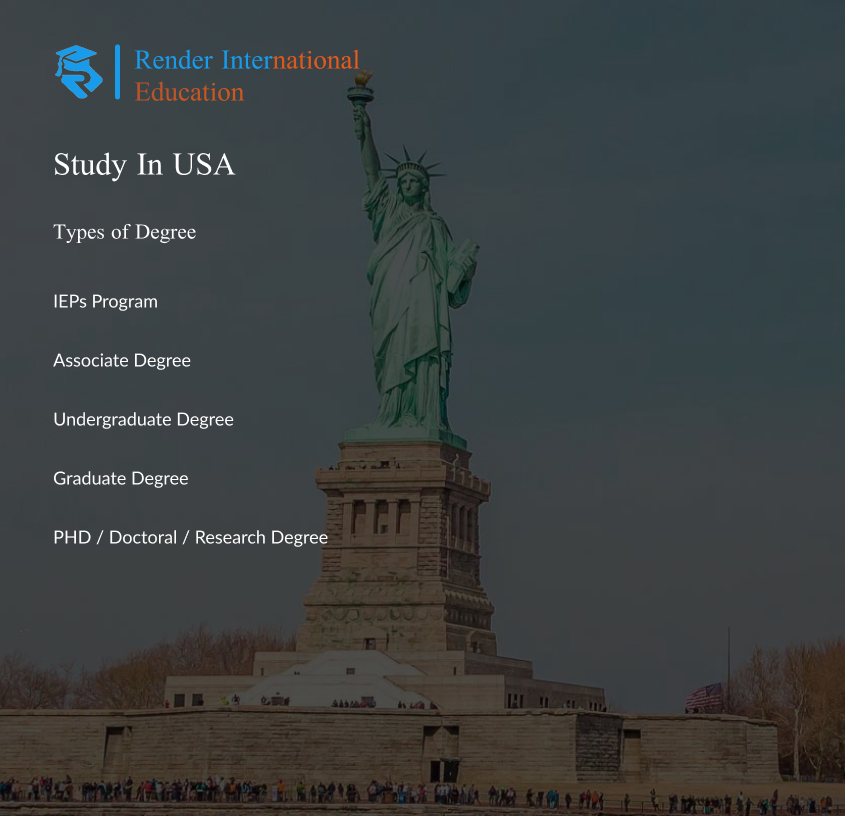 Render International
Education
Study In USA
Types of Degree
IEPs Program
Associate Degree
Undergraduate Degree
Graduate Degree
PHD / Doctoral / Research Degree